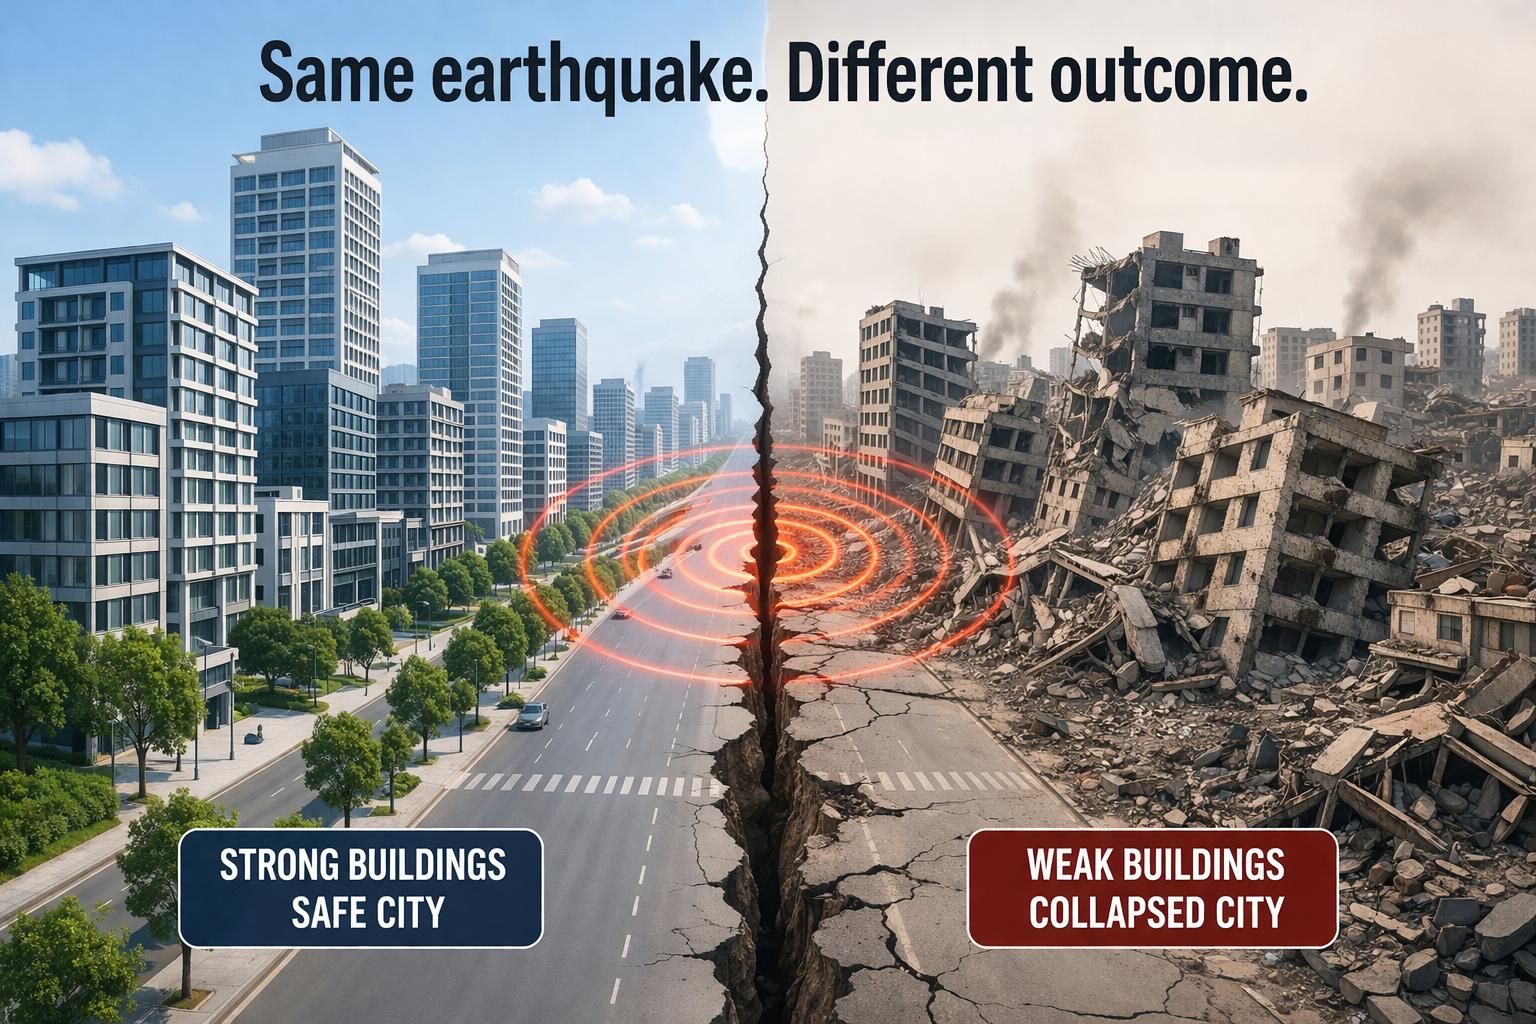 Same earthquake. Different outcome.
STRONG BUILDINGS
SAFE CITY
WEAK BUILDINGS
COLLAPSED CITY